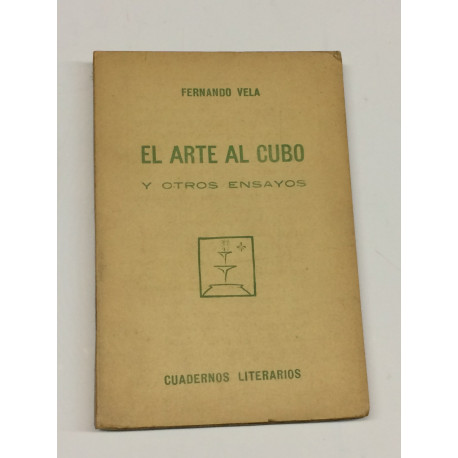 FERNANDO VELA
EL ARTE AL CUBO
Y OTROS ENSAYOS
CUADERNOS LITERARIOS